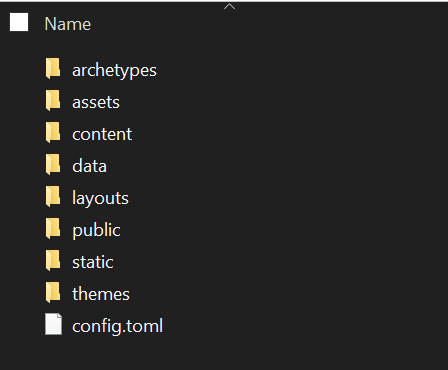 Name
archetypes
assets
content
data
layouts
public
static
themes
config.toml